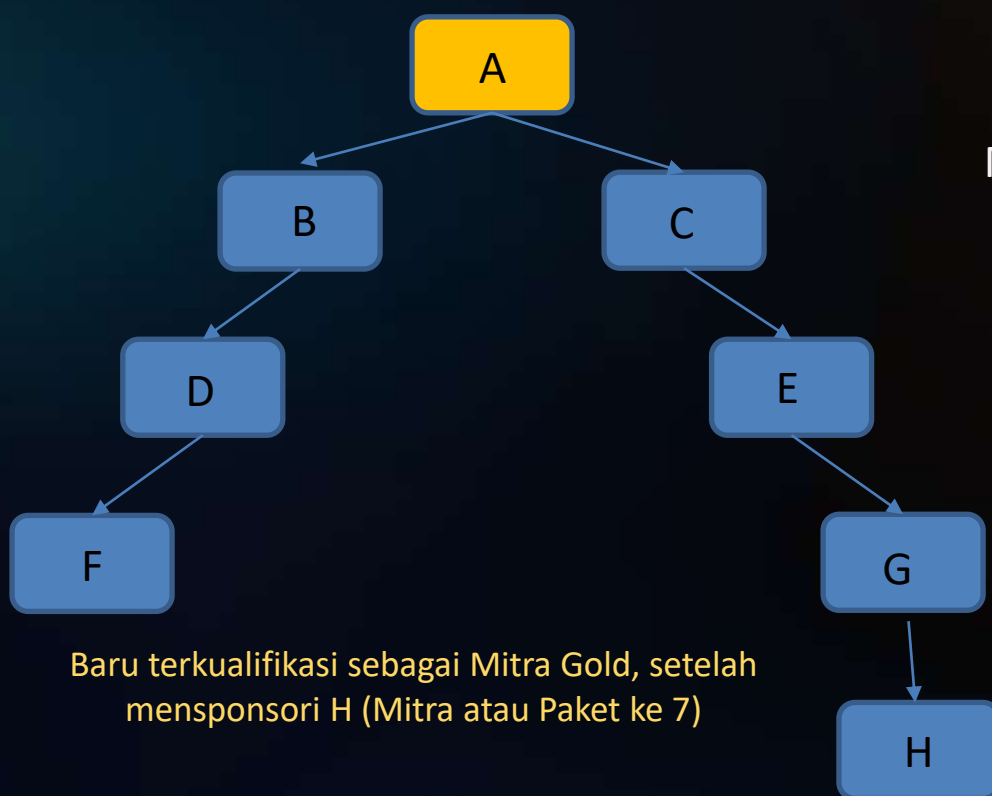 A
B
C
D
E
F
G
Baru terkualifikasi sebagai Mitra Gold, setelah
mensponsori H (Mitra atau Paket ke 7)
H